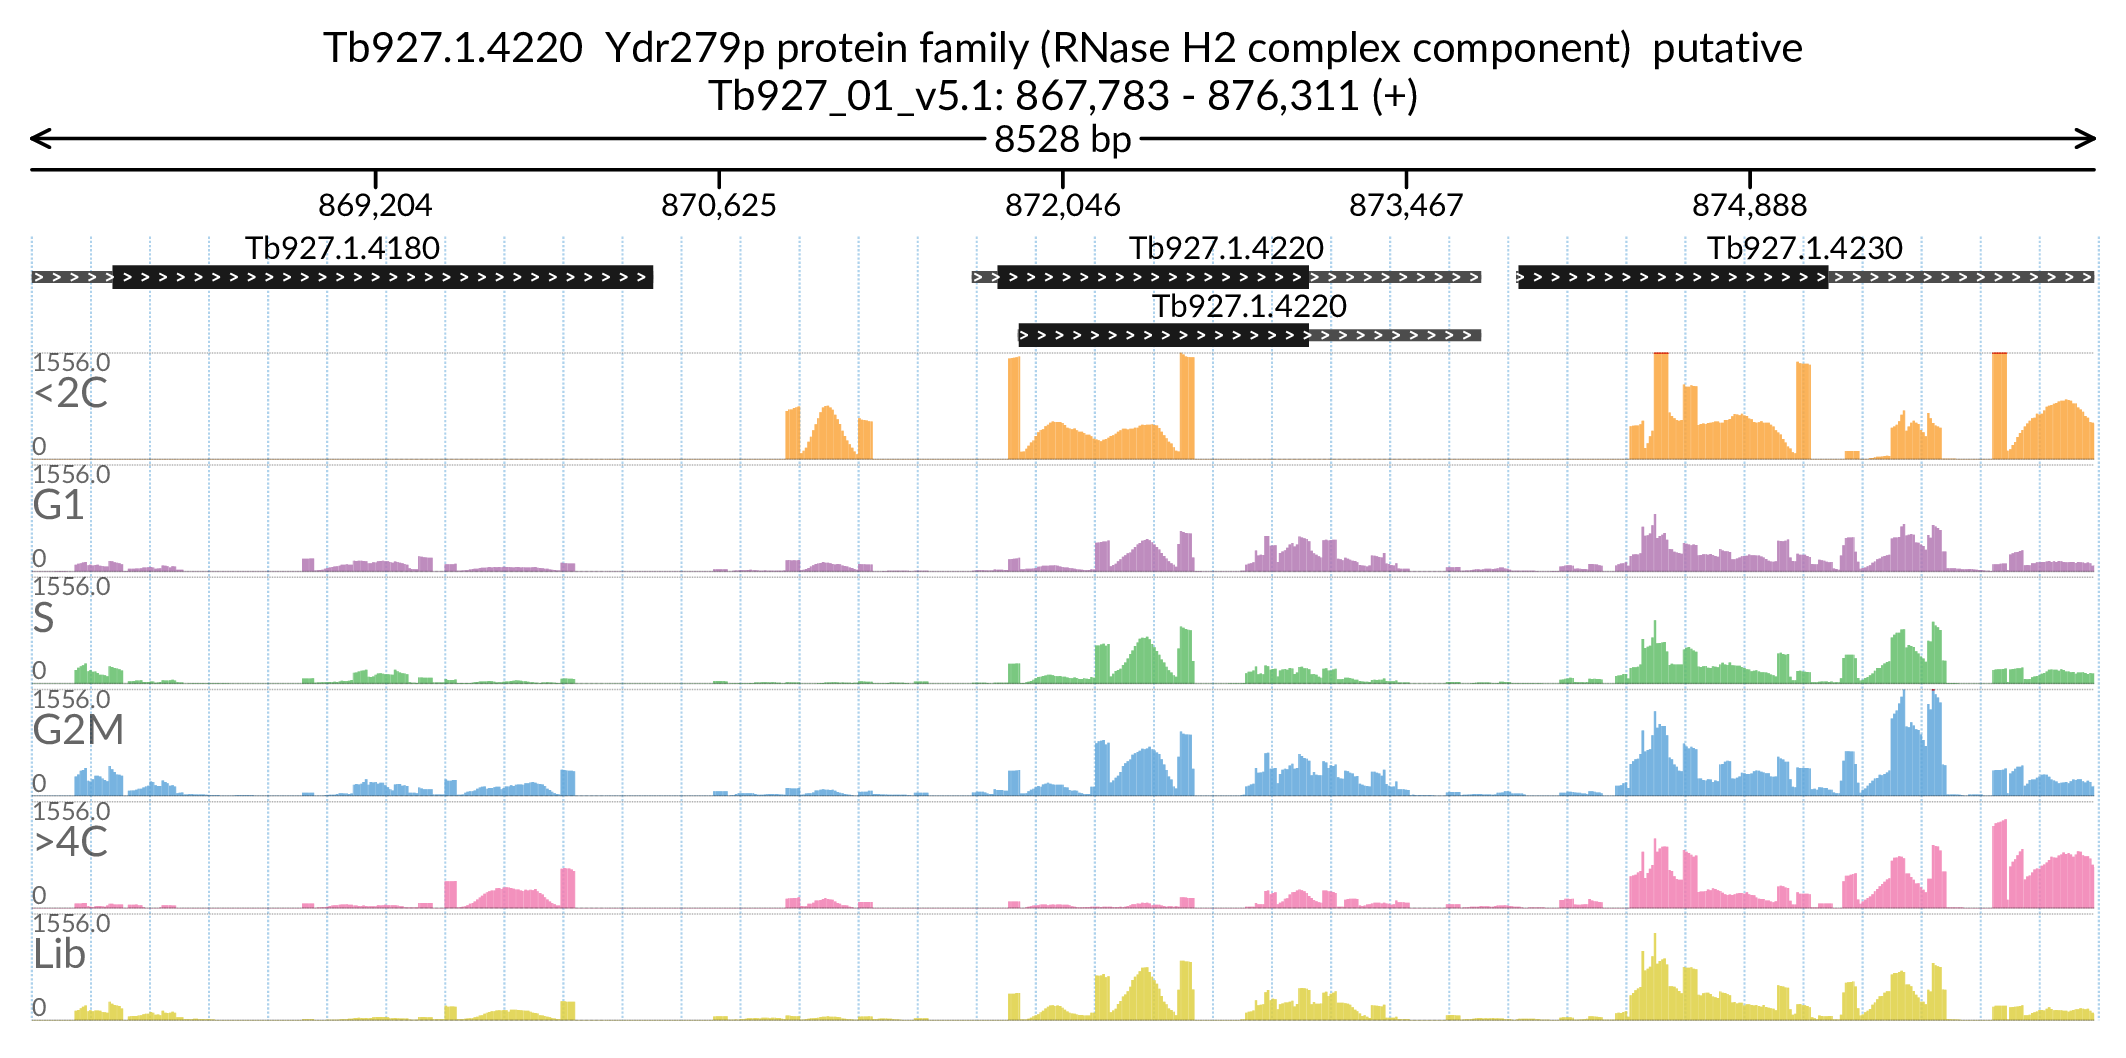 Tb927.1.4220  Ydr279p protein family (RNase H2 complex component)  putative
Tb927_01_v5.1: 867,783 - 876,311 (+)
8528 bp
869,204 870,625 872,046 873,467 874,888
Tb927.1.4180 Tb927.1.4220 Tb927.1.4230
Tb927.1.4220
1556.0
<2C
0
1556.0
G1
0
1556.0
S
0
1556.0
G2M
0
1556.0
>4C
0
1556.0
Lib
0